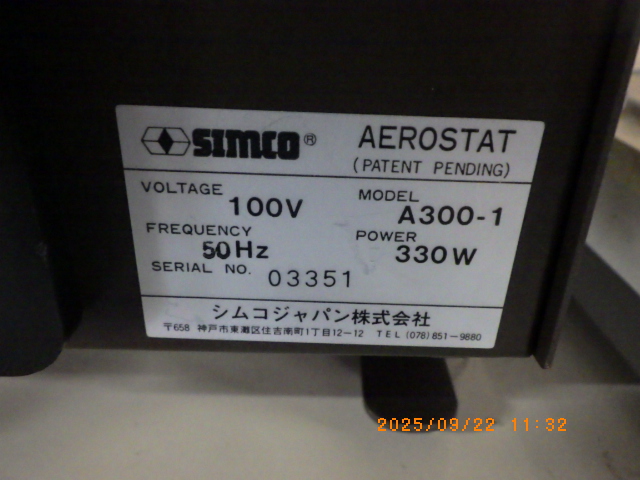 SIMCO® AEROSTAT
(PATENT PENDING)
VOLTAGE 100V
MODEL A300-1
FREQUENCY 50Hz
POWER 330W
SERIAL NO. 03351
シムコジャパン株式会社
〒658 神戸市東灘区住吉南町1丁目12-12 TEL (078) 851-9880
2025/09/22 11:32